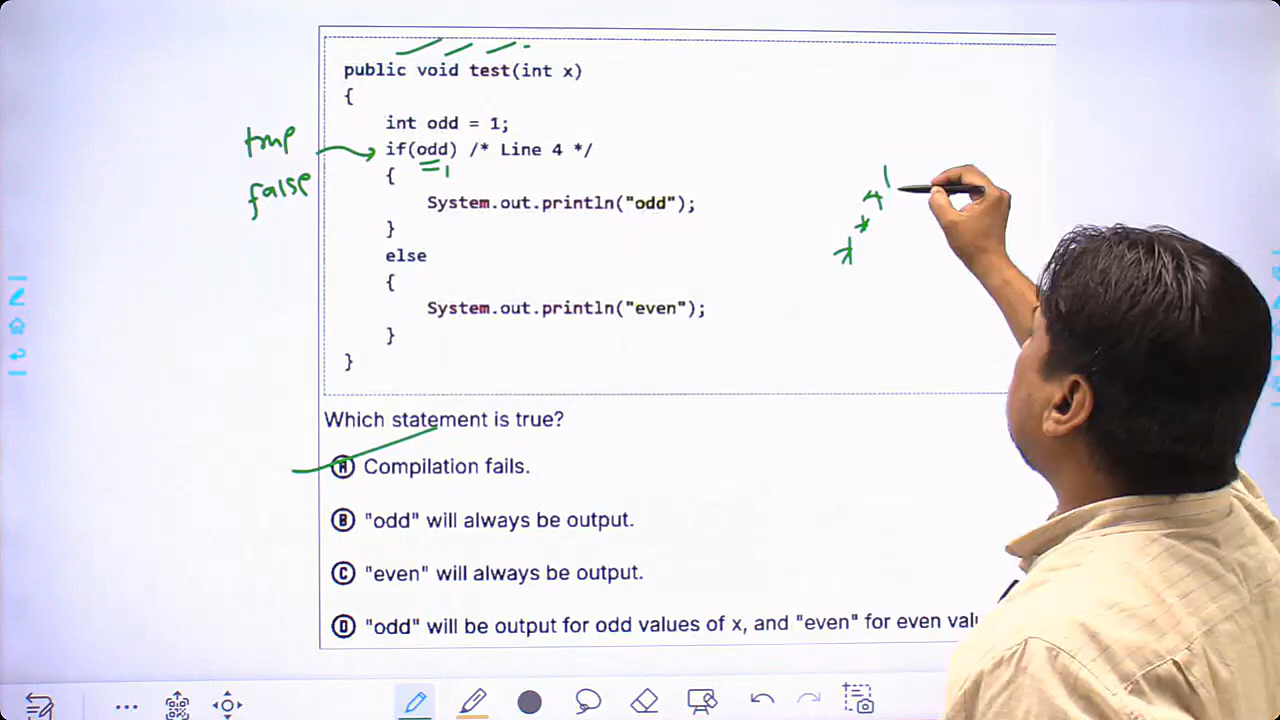 public void test(int x)
{
int odd = 1;
if(odd) /* Line 4 */
{
System.out.println("odd");
}
else
{
System.out.println("even");
}
}
true
false
= 1
Which statement is true?
A Compilation fails.
B "odd" will always be output.
C "even" will always be output.
D "odd" will be output for odd values of x, and "even" for even